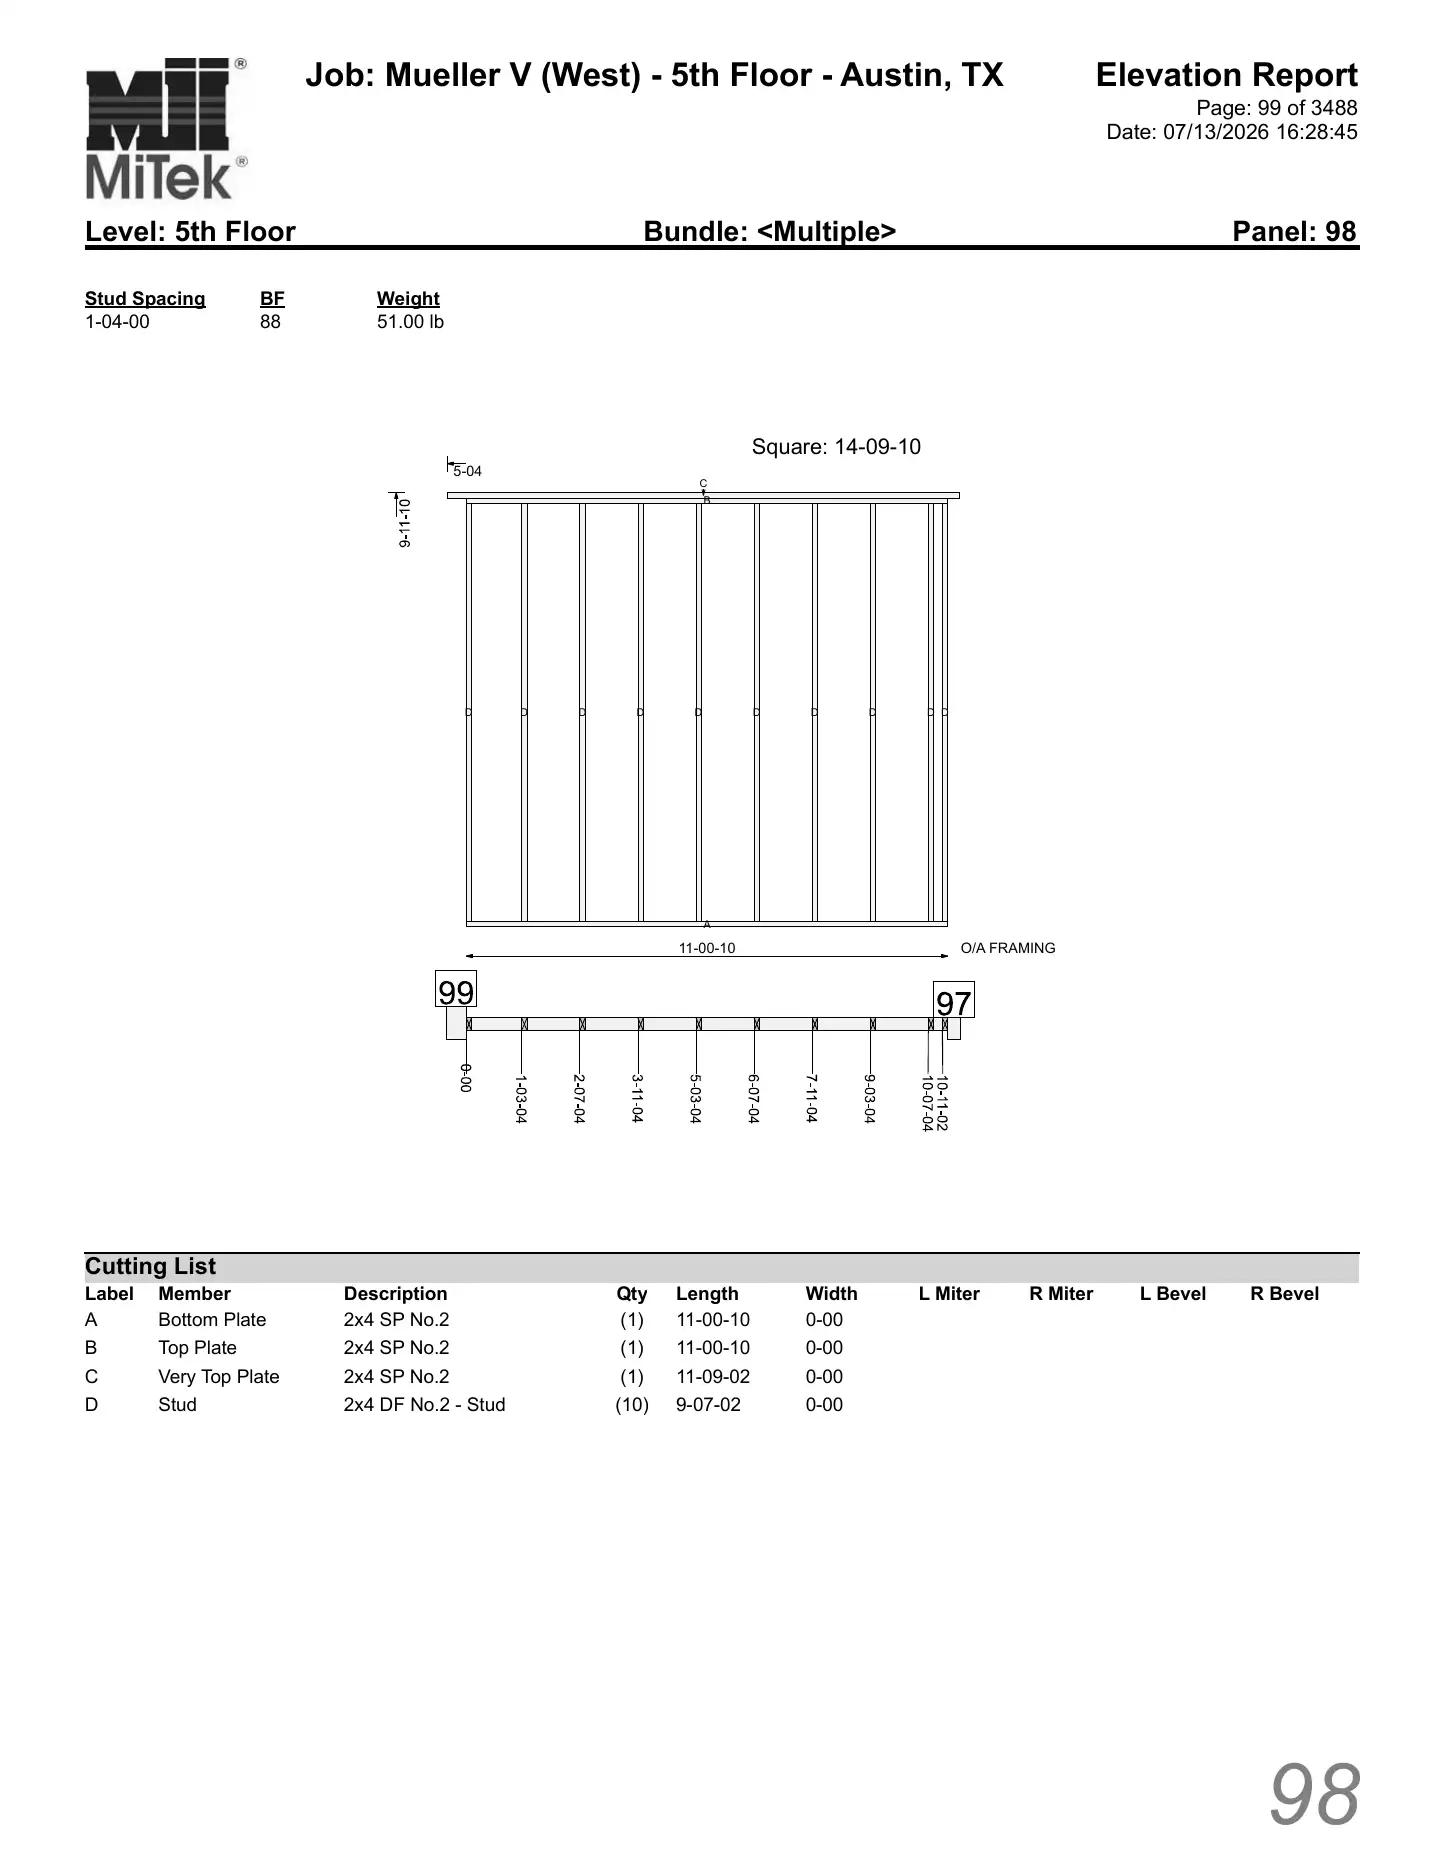 Job: Mueller V (West) - 5th Floor - Austin, TX
Elevation Report
Page: 99 of 3488
Date: 07/13/2026 16:28:45
MiTek®
Level: 5th Floor
Bundle: <Multiple>
Panel: 98
Stud Spacing BF Weight
1-04-00 88 51.00 lb
Square: 14-09-10
5-04
C
B
9-11-10
D D D D D D D D D D
A
11-00-10
O/A FRAMING
99
97
0-00
1-03-04
2-07-04
3-11-04
5-03-04
6-07-04
7-11-04
9-03-04
10-07-04
10-11-02
Cutting List
Label Member Description Qty Length Width L Miter R Miter L Bevel R Bevel
A Bottom Plate 2x4 SP No.2 (1) 11-00-10 0-00
B Top Plate 2x4 SP No.2 (1) 11-00-10 0-00
C Very Top Plate 2x4 SP No.2 (1) 11-09-02 0-00
D Stud 2x4 DF No.2 - Stud (10) 9-07-02 0-00
98